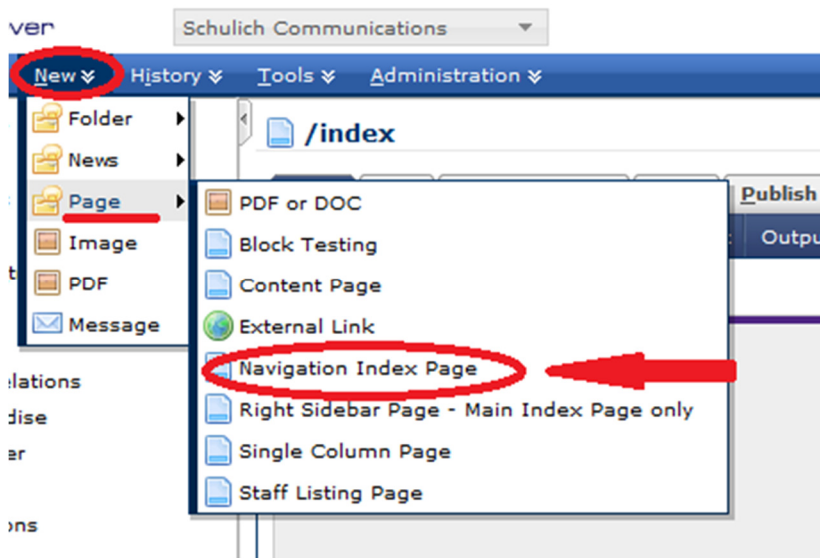 ver
Schulich Communications
New History Tools Administration
Folder
News
Page
Image
PDF
Message
/index
Publish
Outpu
PDF or DOC
Block Testing
Content Page
External Link
Navigation Index Page
Right Sidebar Page - Main Index Page only
Single Column Page
Staff Listing Page
lations
dise
er
ons